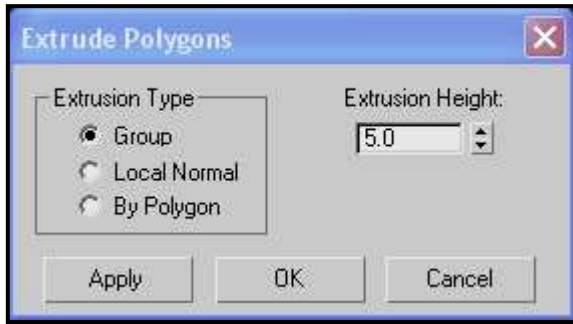 Extrude Polygons
Extrusion Type
Group
Local Normal
By Polygon
Extrusion Height:
5.0
Apply
OK
Cancel